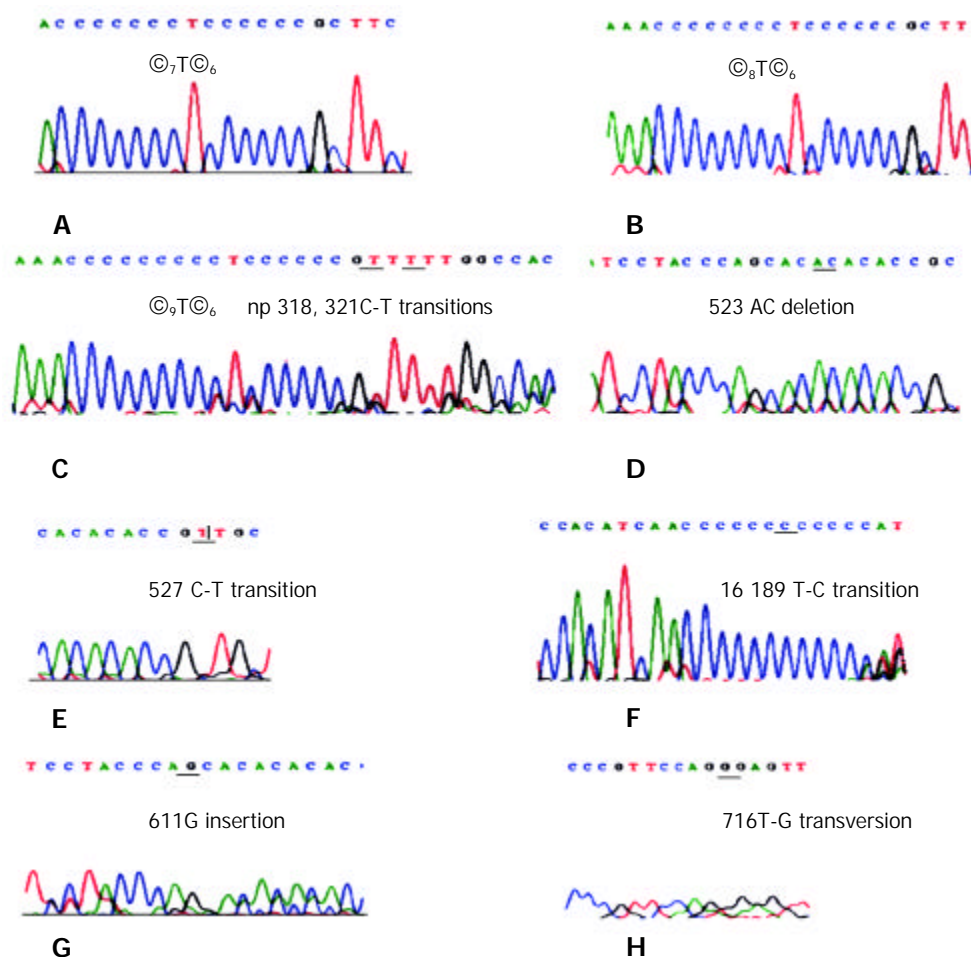 A C C C C C C C T C C C C C C G C T T C
©₇T©₆
A
A A A C C C C C C C C T C C C C C C G C T T
©₈T©₆
B
A A A C C C C C C C C C T C C C C C C G T T T T T G G C C A C
©₉T©₆ np 318, 321C-T transitions
C
T C C T A C C C A G C A C A C A C A C C G C
523 AC deletion
D
C A C A C A C C G T T G C
527 C-T transition
E
C C A C A T C A A C C C C C C C C C C C C A T
16 189 T-C transition
F
T C C T A C C C A G C A C A C A C A C
611G insertion
G
C C C G T T C C A G G G A G T T
716T-G transversion
H